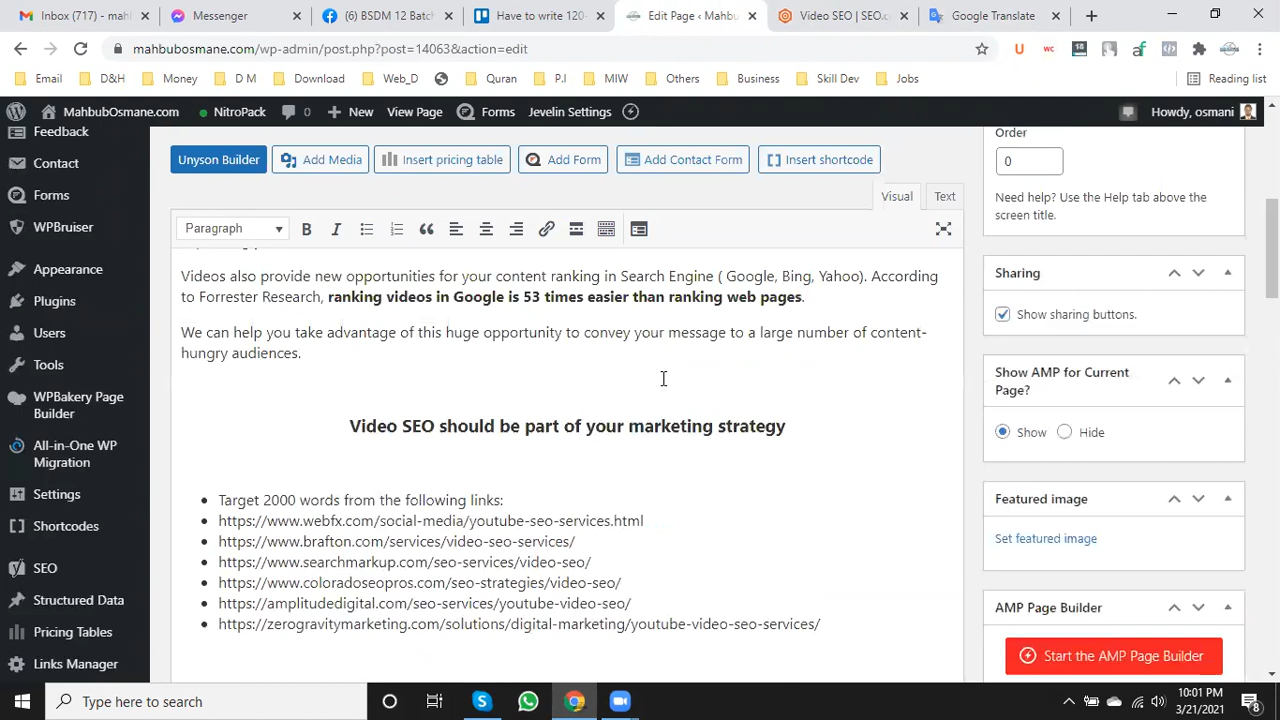 Inbox (717) - mahl
Messenger
(6) BSDM 12 Batch
Have to write 120-
Edit Page ‹ Mahbu
Video SEO | SEO.c
Google Translate
mahbubosmane.com/wp-admin/post.php?post=14063&action=edit
Email
D&H
Money
D M
Download
Web_D
Quran
P.I
MIW
Others
Business
Skill Dev
Jobs
Reading list
MahbubOsmane.com
NitroPack
0
New
View Page
Forms
Jevelin Settings
Howdy, osmani
Feedback
Contact
Forms
WPBruiser
Appearance
Plugins
Users
Tools
WPBakery Page
Builder
All-in-One WP
Migration
Settings
Shortcodes
SEO
Structured Data
Pricing Tables
Links Manager
Unyson Builder
Add Media
Insert pricing table
Add Form
Add Contact Form
Insert shortcode
Visual
Text
Paragraph
Videos also provide new opportunities for your content ranking in Search Engine ( Google, Bing, Yahoo). According
to Forrester Research, ranking videos in Google is 53 times easier than ranking web pages.
We can help you take advantage of this huge opportunity to convey your message to a large number of content-
hungry audiences.
Video SEO should be part of your marketing strategy
Target 2000 words from the following links:
https://www.webfx.com/social-media/youtube-seo-services.html
https://www.brafton.com/services/video-seo-services/
https://www.searchmarkup.com/seo-services/video-seo/
https://www.coloradoseopros.com/seo-strategies/video-seo/
https://amplitudedigital.com/seo-services/youtube-video-seo/
https://zerogravitymarketing.com/solutions/digital-marketing/youtube-video-seo-services/
Order
0
Need help? Use the Help tab above the
screen title.
Sharing
Show sharing buttons.
Show AMP for Current
Page?
Show
Hide
Featured image
Set featured image
AMP Page Builder
Start the AMP Page Builder
Type here to search
10:01 PM
3/21/2021
8